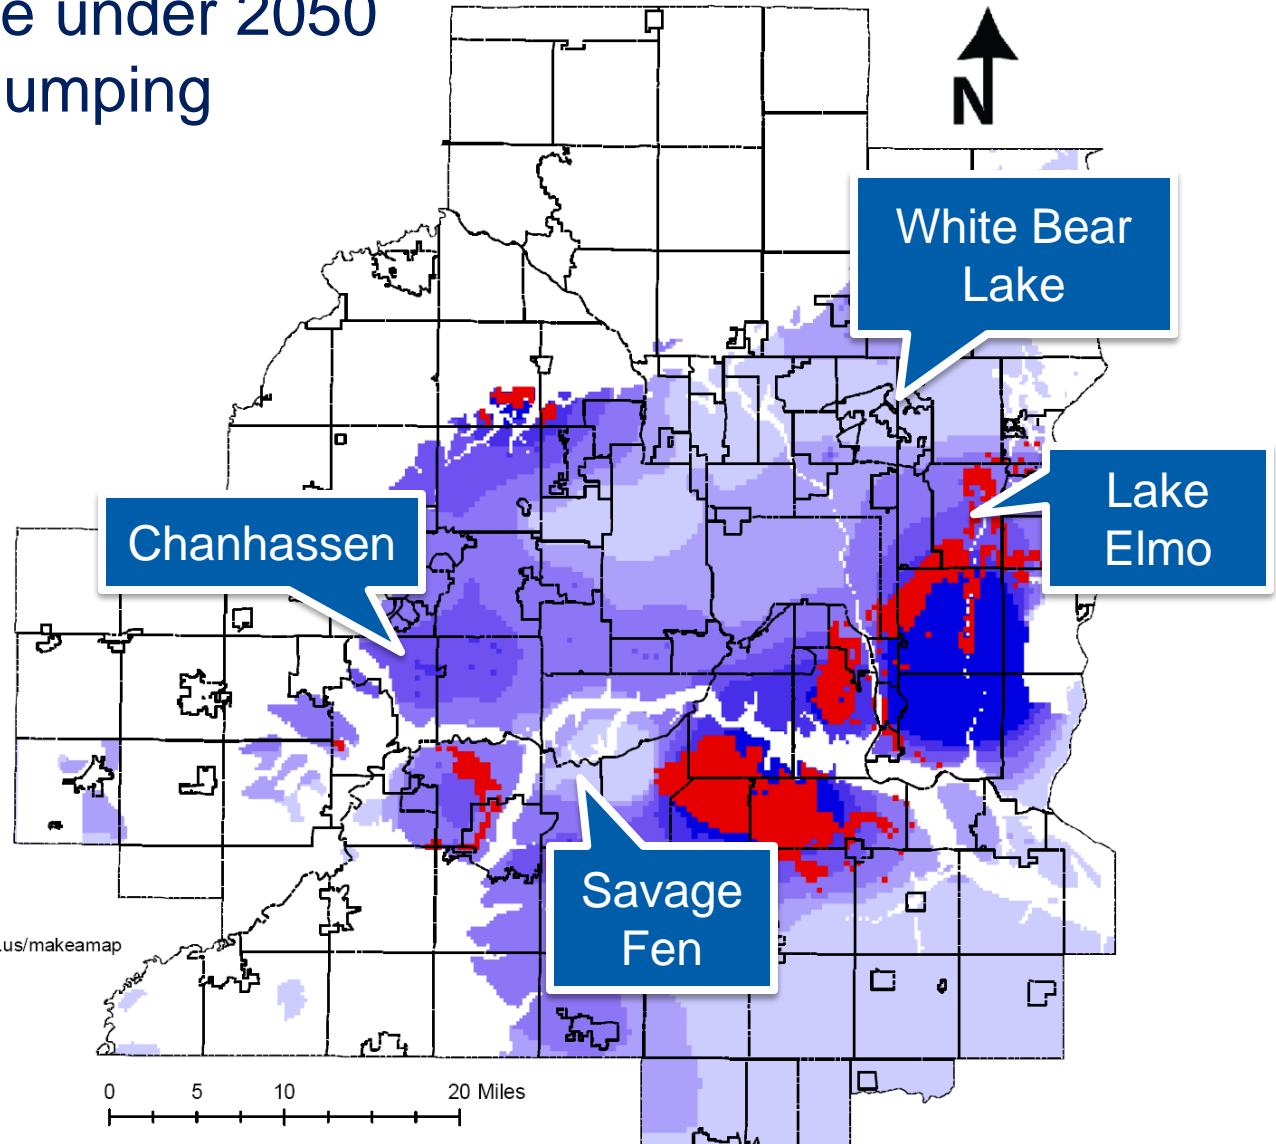 e under 2050
umping
N
White Bear
Lake
Lake
Elmo
Chanhassen
Savage
Fen
.us/makeamap
0 5 10 20 Miles